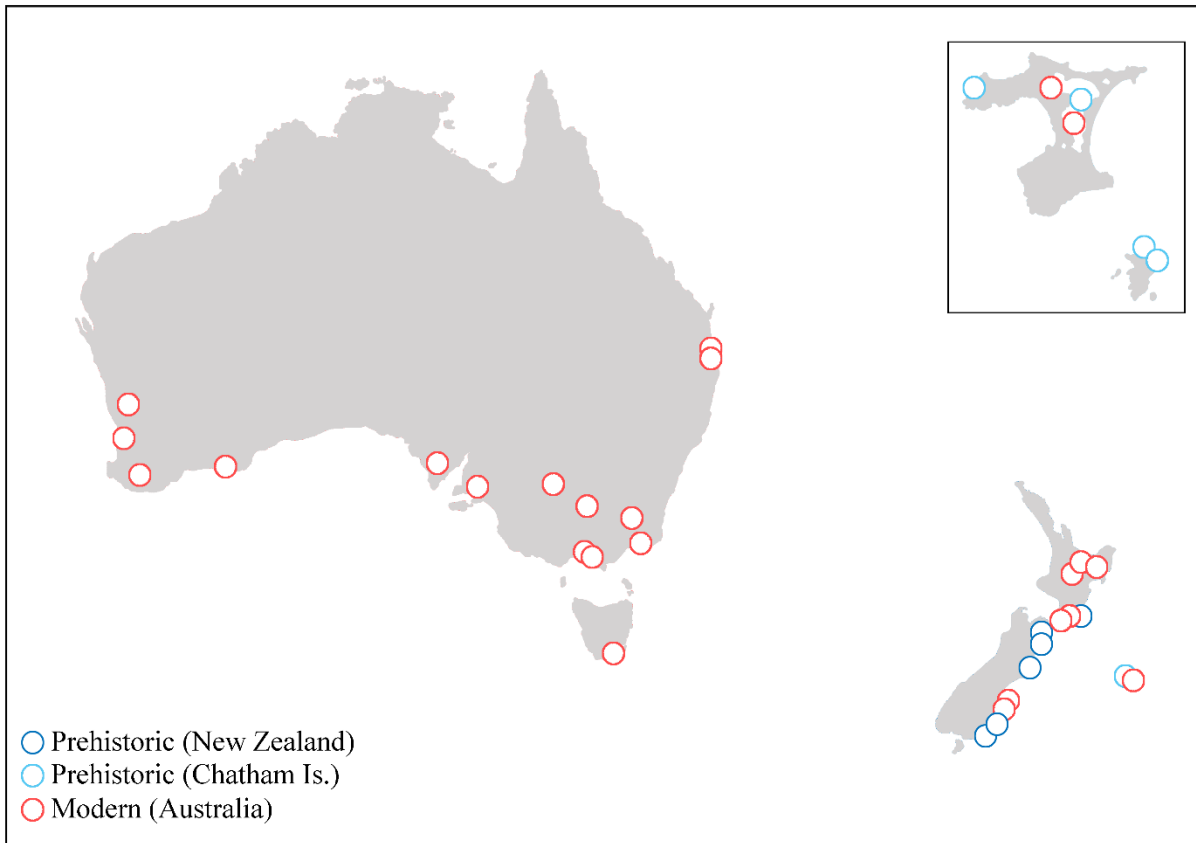 Prehistoric (New Zealand)
Prehistoric (Chatham Is.)
Modern (Australia)